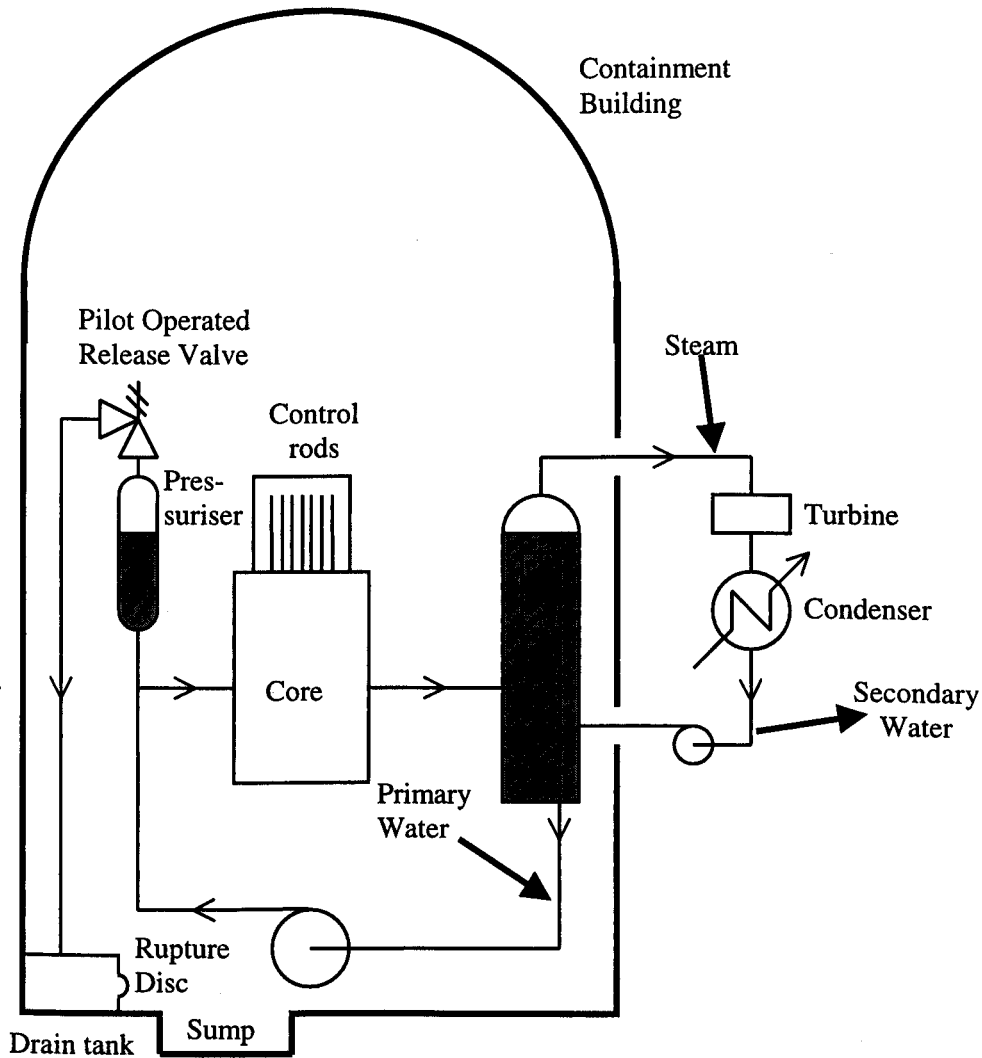 Containment
Building
Pilot Operated
Release Valve
Steam
Control
rods
Pres-
suriser
Turbine
Condenser
Core
Secondary
Water
Primary
Water
Rupture
Disc
Sump
Drain tank